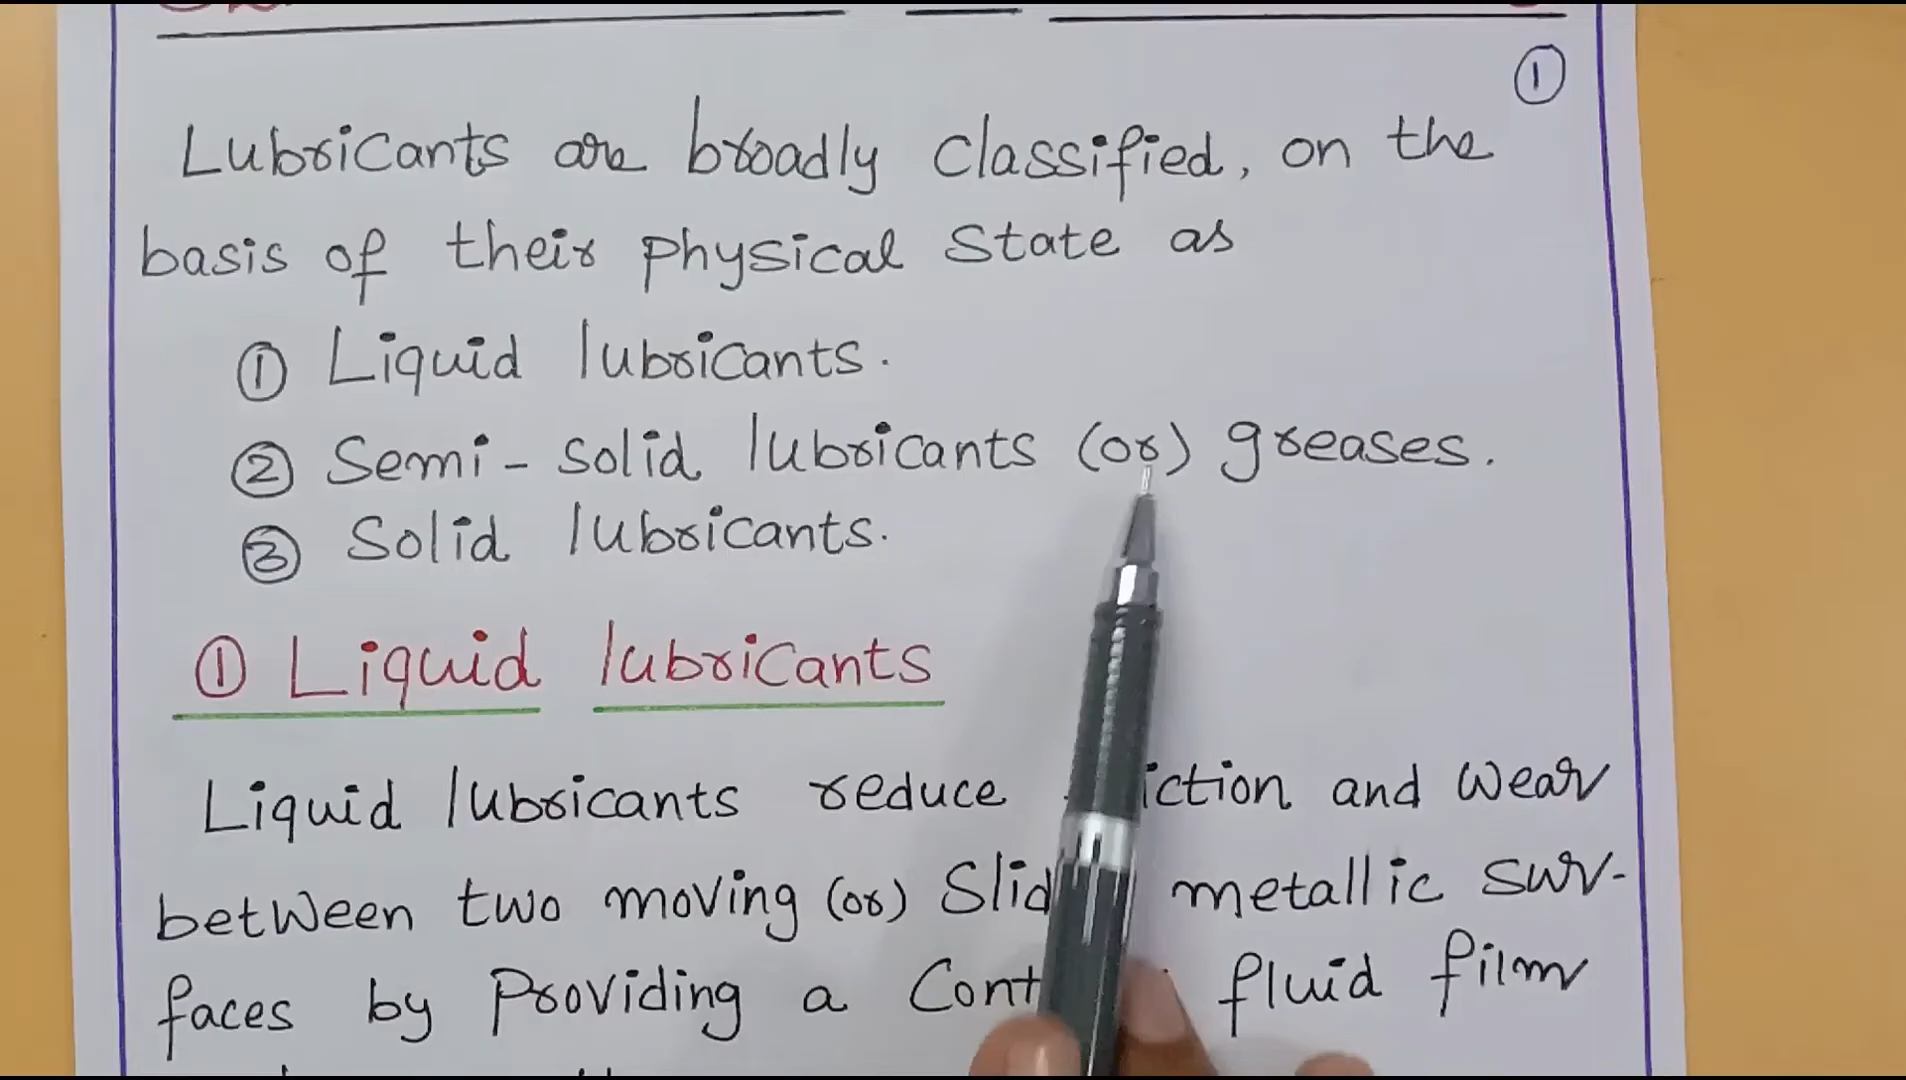 ①
Lubricants are broadly classified, on the
basis of their physical state as
① Liquid lubricants.
② Semi-solid lubricants (or) greases.
③ Solid lubricants.
① Liquid lubricants
Liquid lubricants reduce iction and wear
between two moving (or) Slid metallic sur-
faces by providing a Cont fluid film